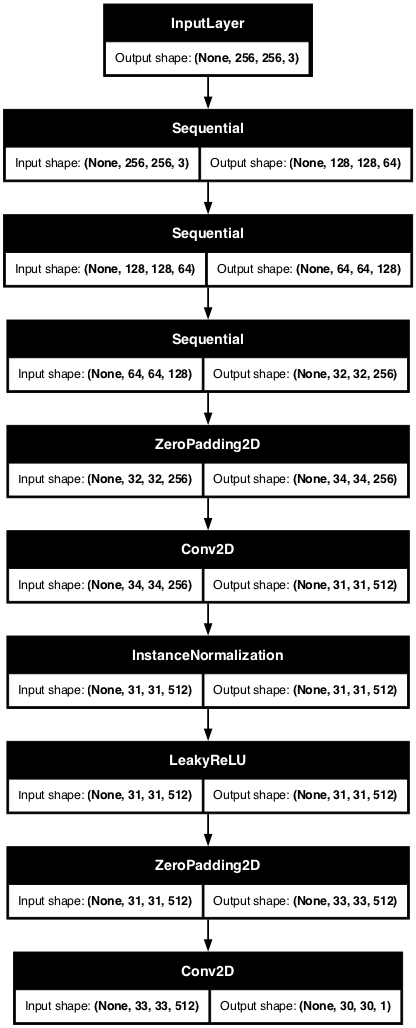 InputLayer
Output shape: (None, 256, 256, 3)
Sequential
Input shape: (None, 256, 256, 3) Output shape: (None, 128, 128, 64)
Sequential
Input shape: (None, 128, 128, 64) Output shape: (None, 64, 64, 128)
Sequential
Input shape: (None, 64, 64, 128) Output shape: (None, 32, 32, 256)
ZeroPadding2D
Input shape: (None, 32, 32, 256) Output shape: (None, 34, 34, 256)
Conv2D
Input shape: (None, 34, 34, 256) Output shape: (None, 31, 31, 512)
InstanceNormalization
Input shape: (None, 31, 31, 512) Output shape: (None, 31, 31, 512)
LeakyReLU
Input shape: (None, 31, 31, 512) Output shape: (None, 31, 31, 512)
ZeroPadding2D
Input shape: (None, 31, 31, 512) Output shape: (None, 33, 33, 512)
Conv2D
Input shape: (None, 33, 33, 512) Output shape: (None, 30, 30, 1)